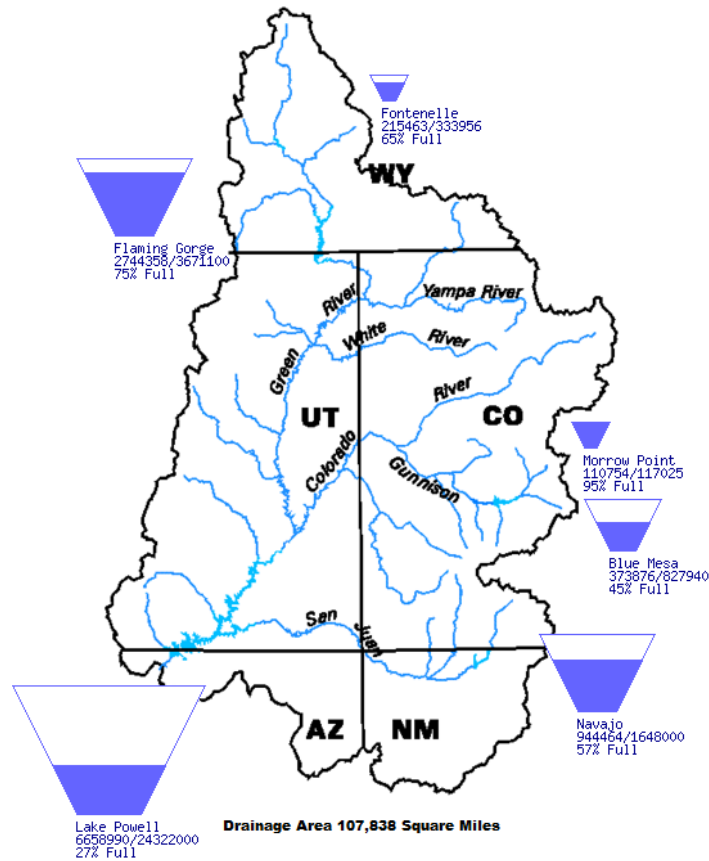 Fontenelle
215463/333956
65% Full
WY
Flaming Gorge
2744358/3671100
75% Full
Yampa River
Green River
White River
UT
CO
Colorado River
Gunnison
Morrow Point
110754/117025
95% Full
Blue Mesa
373876/827940
45% Full
San Juan
Navajo
944464/1648000
57% Full
AZ
NM
Lake Powell
6658990/24322000
27% Full
Drainage Area 107,838 Square Miles